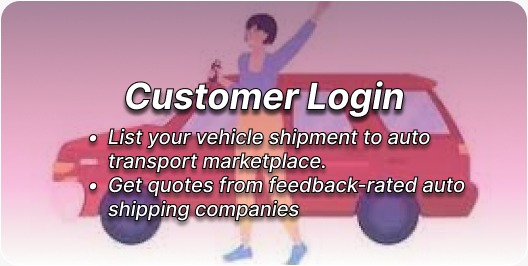 Customer Login
• List your vehicle shipment to auto
transport marketplace.
• Get quotes from feedback-rated auto
shipping companies